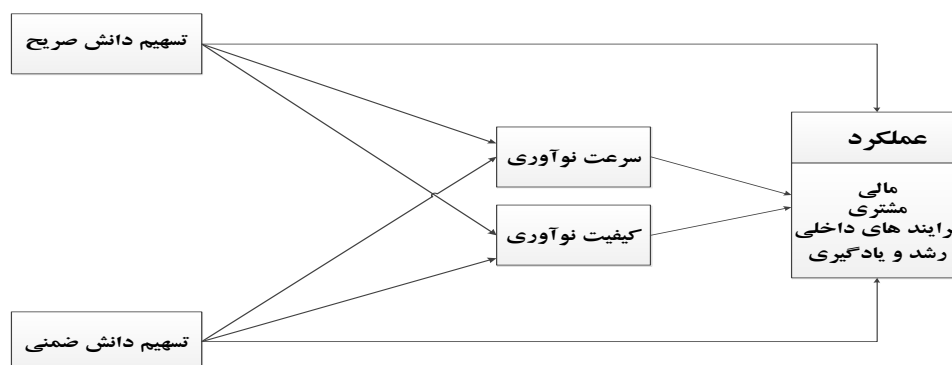 تسهیم دانش صریح
سرعت نوآوری
کیفیت نوآوری
تسهیم دانش ضمنی
عملکرد
مالی
مشتری
رایند های داخلی
رشد و یادگیری